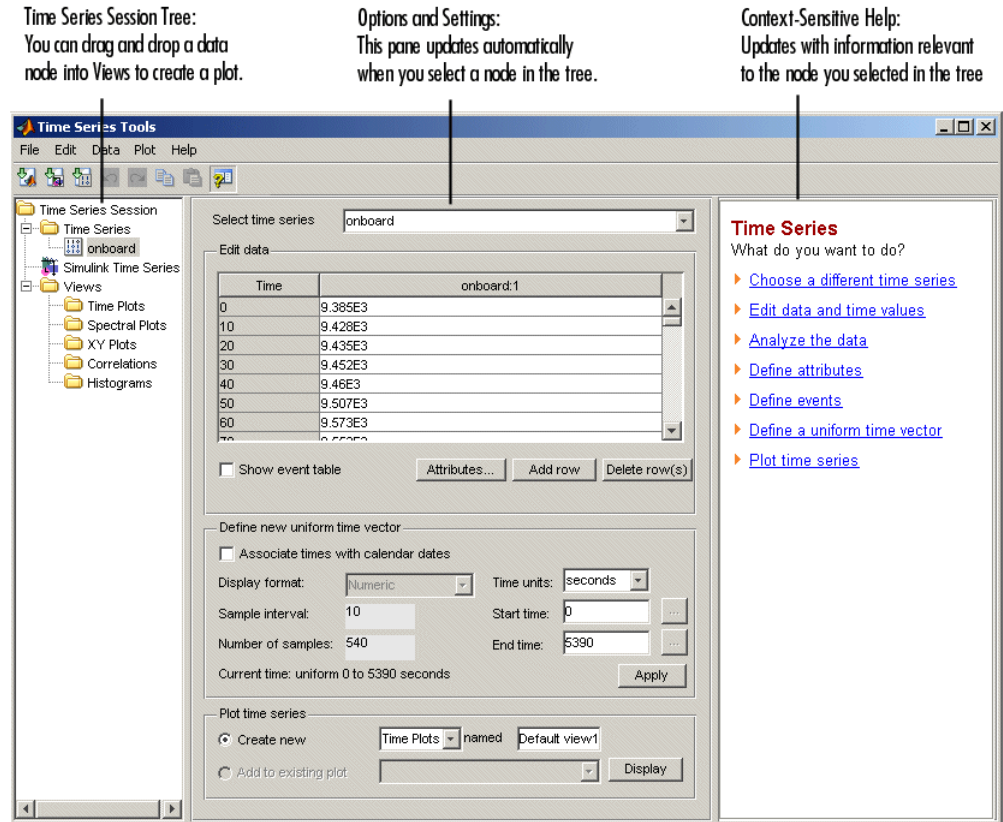 Time Series Session Tree:
You can drag and drop a data
node into Views to create a plot.
Options and Settings:
This pane updates automatically
when you select a node in the tree.
Context-Sensitive Help:
Updates with information relevant
to the node you selected in the tree
Time Series Tools
File Edit Data Plot Help
Time Series Session
Time Series
onboard
Simulink Time Series
Views
Time Plots
Spectral Plots
XY Plots
Correlations
Histograms
Select time series onboard
Edit data
Time onboard:1
0 9.385E3
10 9.428E3
20 9.435E3
30 9.452E3
40 9.46E3
50 9.507E3
60 9.573E3
Show event table Attributes... Add row Delete row(s)
Define new uniform time vector
Associate times with calendar dates
Display format: Numeric Time units: seconds
Sample interval: 10 Start time: 0 ...
Number of samples: 540 End time: 5390 ...
Current time: uniform 0 to 5390 seconds Apply
Plot time series
Create new Time Plots named Default view1
Add to existing plot Display
Time Series
What do you want to do?
Choose a different time series
Edit data and time values
Analyze the data
Define attributes
Define events
Define a uniform time vector
Plot time series